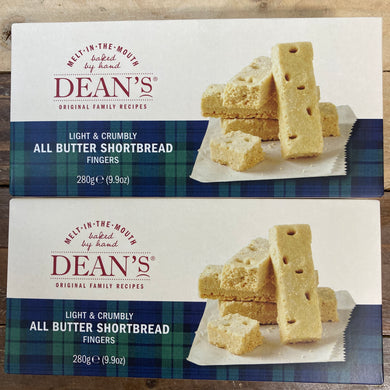 MELT-IN-THE-MOUTH
baked
by hand
DEAN'S®
ORIGINAL FAMILY RECIPES
LIGHT & CRUMBLY
ALL BUTTER SHORTBREAD
FINGERS
280g℮ (9.9oz)
MELT-IN-THE-MOUTH
baked
by hand
DEAN'S®
ORIGINAL FAMILY RECIPES
LIGHT & CRUMBLY
ALL BUTTER SHORTBREAD
FINGERS
280g℮ (9.9oz)